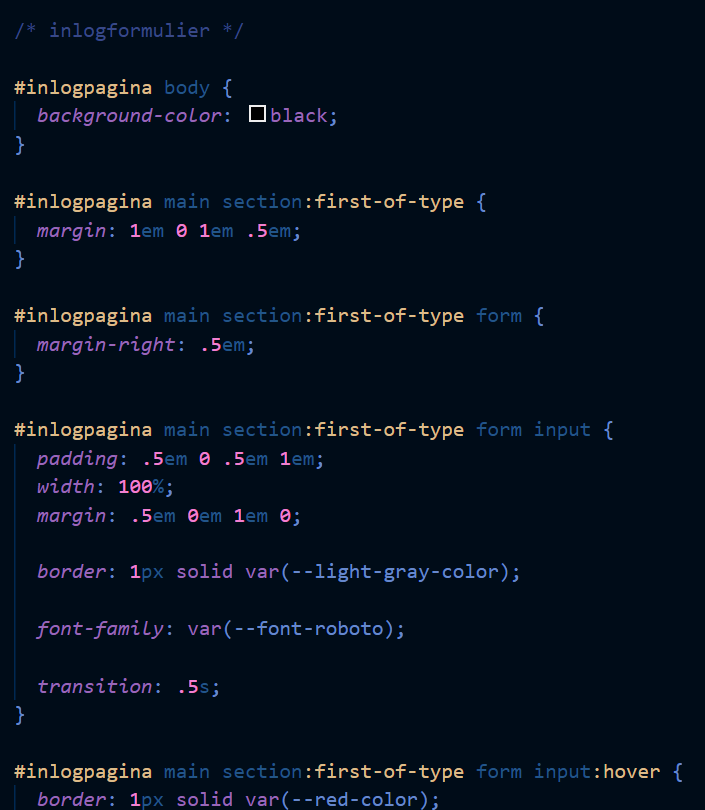 /* inlogformulier */
#inlogpagina body {
background-color: black;
}
#inlogpagina main section:first-of-type {
margin: 1em 0 1em .5em;
}
#inlogpagina main section:first-of-type form {
margin-right: .5em;
}
#inlogpagina main section:first-of-type form input {
padding: .5em 0 .5em 1em;
width: 100%;
margin: .5em 0em 1em 0;
border: 1px solid var(--light-gray-color);
font-family: var(--font-roboto);
transition: .5s;
}
#inlogpagina main section:first-of-type form input:hover {
border: 1px solid var(--red-color);